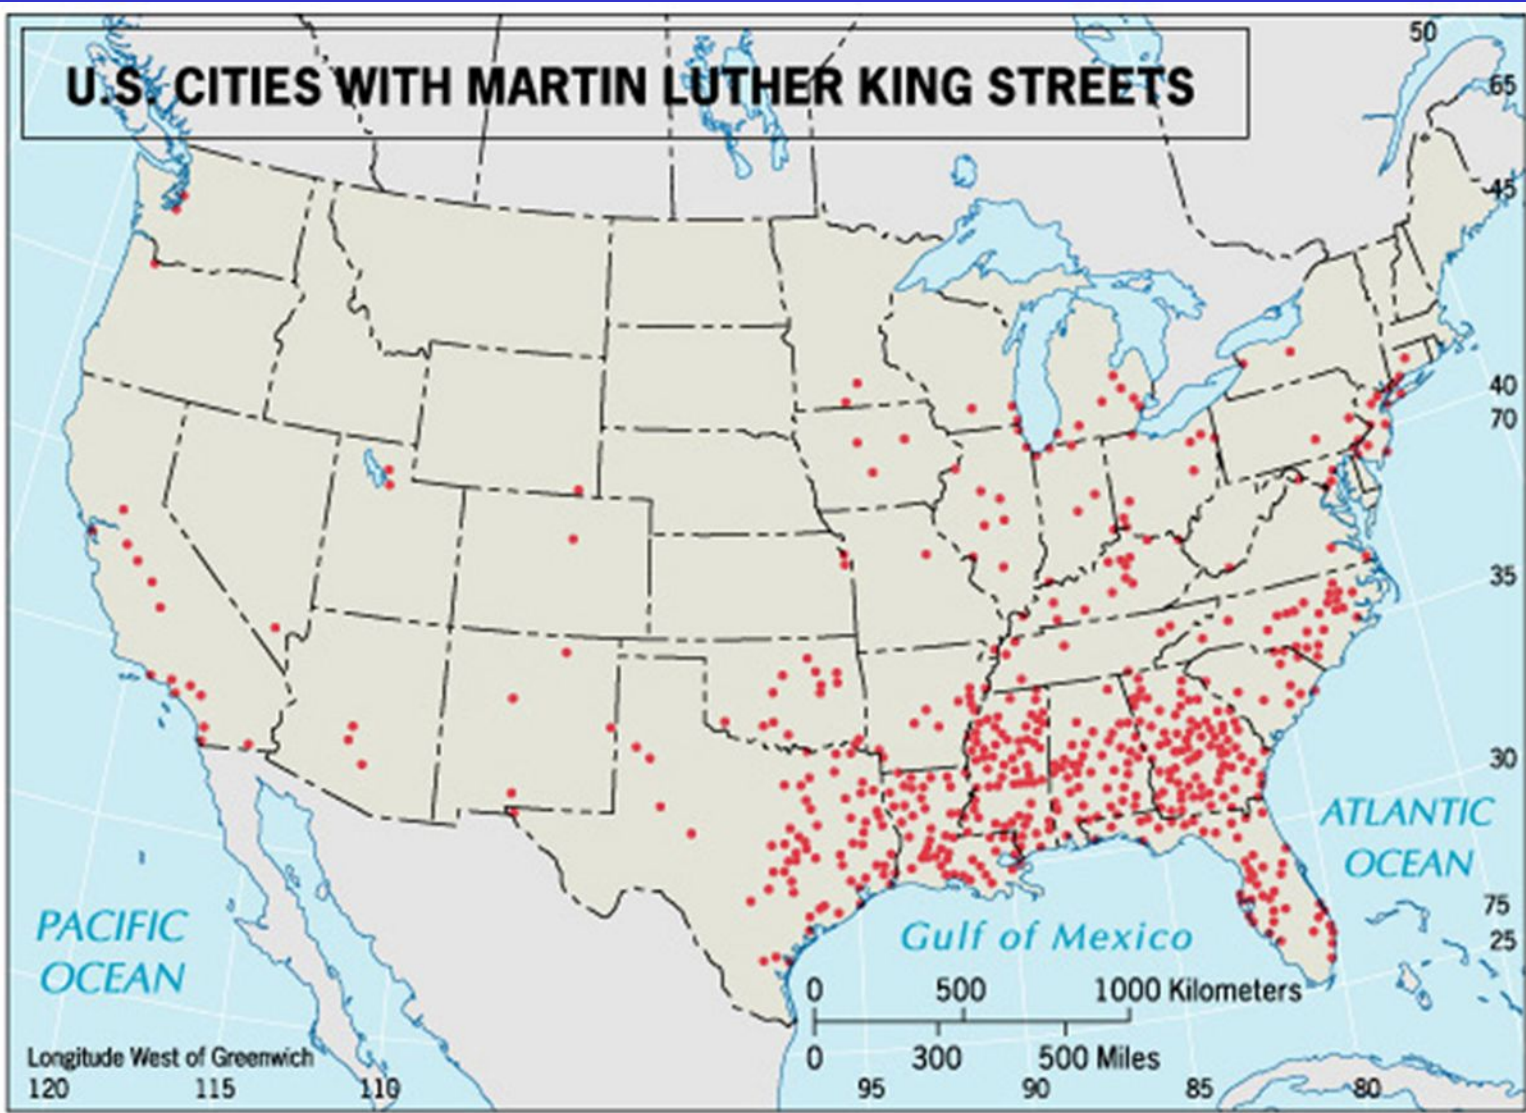 U.S. CITIES WITH MARTIN LUTHER KING STREETS
50
65
45
40
70
35
30
ATLANTIC
OCEAN
75
25
PACIFIC
OCEAN
Gulf of Mexico
0 500 1000 Kilometers
0 300 500 Miles
Longitude West of Greenwich
120 115 110 95 90 85 80